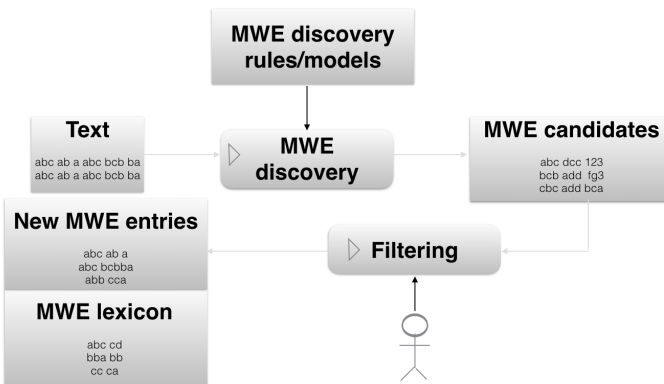 MWE discovery
rules/models
Text
abc ab a abc bcb ba
abc ab a abc bcb ba
MWE
discovery
MWE candidates
abc dcc 123
bcb add  fg3
cbc add bca
New MWE entries
abc ab a
abc bcbba
abb cca
Filtering
MWE lexicon
abc cd
bba bb
cc ca